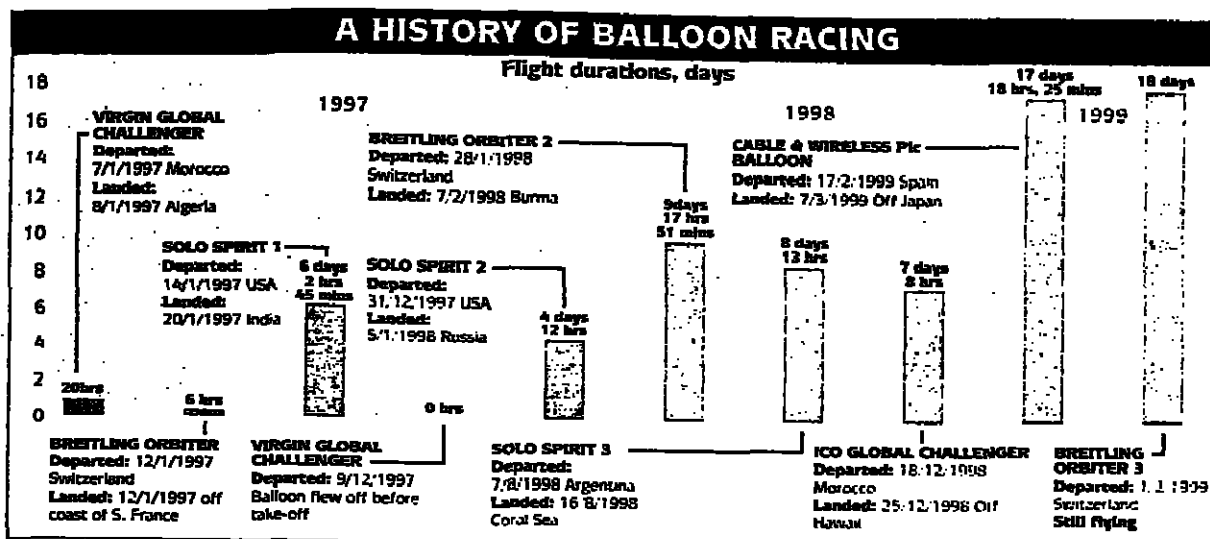 A HISTORY OF BALLOON RACING
Flight durations, days
18
16
14
12
10
8
6
4
2
0
1997
1998
1999
VIRGIN GLOBAL
CHALLENGER
Departed:
7/1/1997 Morocco
Landed:
8/1/1997 Algeria
20hrs
BREITLING ORBITER
Departed: 12/1/1997
Switzerland
Landed: 12/1/1997 off
coast of S. France
6 hrs
SOLO SPIRIT 1
Departed:
14/1/1997 USA
Landed:
20/1/1997 India
6 days
2 hrs
45 mins
VIRGIN GLOBAL
CHALLENGER
Departed: 9/12/1997
Balloon flew off before
take-off
0 hrs
SOLO SPIRIT 2
Departed:
31/12/1997 USA
Landed:
5/1/1998 Russia
4 days
12 hrs
BREITLING ORBITER 2
Departed: 28/1/1998
Switzerland
Landed: 7/2/1998 Burma
9days
17 hrs
51 mins
SOLO SPIRIT 3
Departed:
7/8/1998 Argentina
Landed: 16/8/1998
Coral Sea
8 days
13 hrs
ICO GLOBAL CHALLENGER
Departed: 18/12/1998
Morocco
Landed: 25/12/1998 Off
Hawaii
7 days
8 hrs
CABLE & WIRELESS Plc
BALLOON
Departed: 17/2/1999 Spain
Landed: 7/3/1999 Off Japan
17 days
18 hrs, 25 mins
BREITLING
ORBITER 3
Departed: 1999
Switzerland
Still flying
18 days